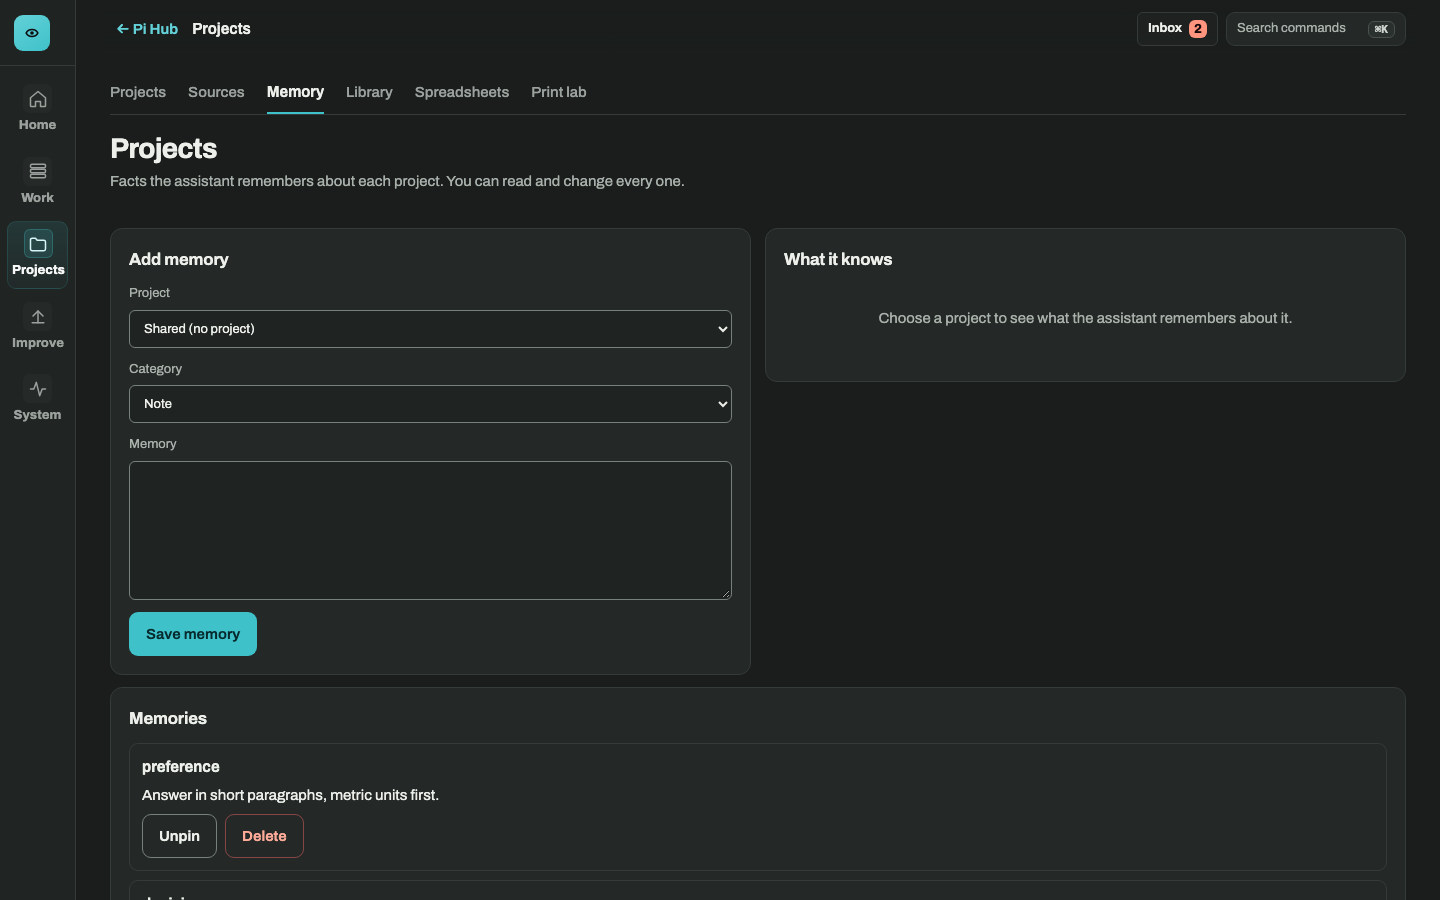 ← Pi Hub Projects
Inbox 2
Search commands ⌘K
Home
Work
Projects
Improve
System
Projects Sources Memory Library Spreadsheets Print lab
Projects
Facts the assistant remembers about each project. You can read and change every one.
Add memory
Project
Shared (no project)
Category
Note
Memory
Save memory
What it knows
Choose a project to see what the assistant remembers about it.
Memories
preference
Answer in short paragraphs, metric units first.
Unpin Delete